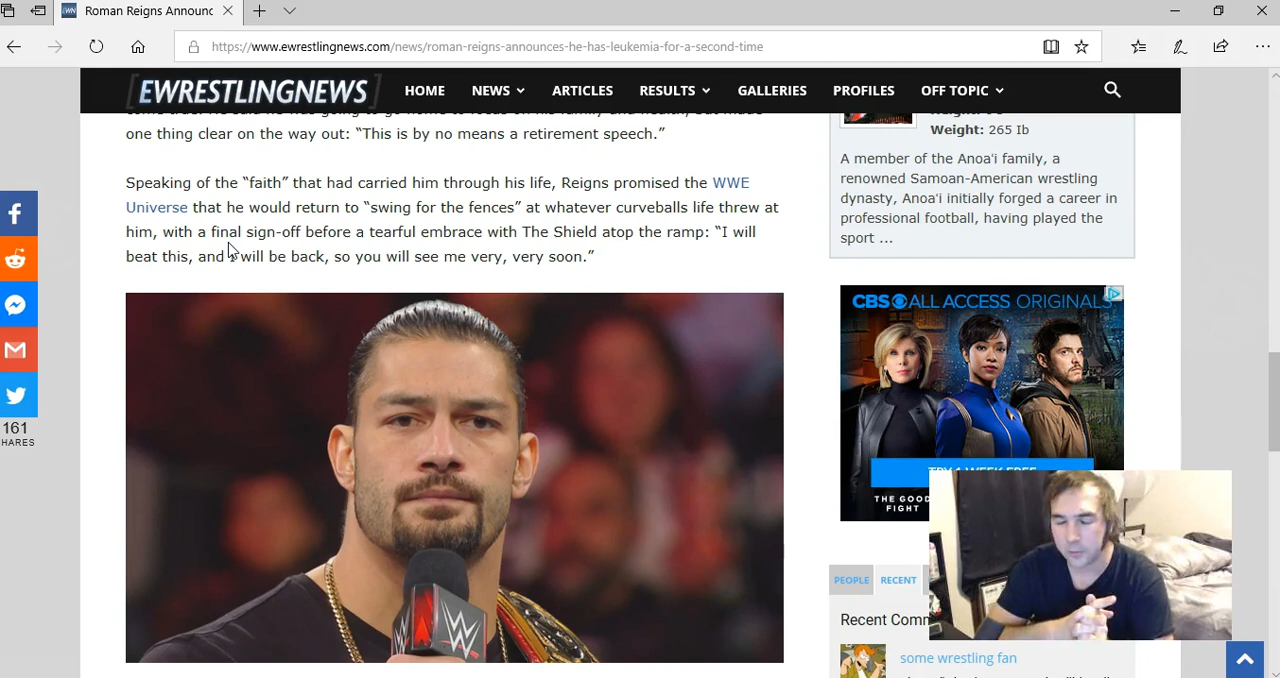 Roman Reigns Announc
https://www.ewrestlingnews.com/news/roman-reigns-announces-he-has-leukemia-for-a-second-time
[EWRESTLINGNEWS]
HOME NEWS ARTICLES RESULTS GALLERIES PROFILES OFF TOPIC
one thing clear on the way out: “This is by no means a retirement speech.”
Speaking of the “faith” that had carried him through his life, Reigns promised the WWE
Universe that he would return to “swing for the fences” at whatever curveballs life threw at
him, with a final sign-off before a tearful embrace with The Shield atop the ramp: “I will
beat this, and I will be back, so you will see me very, very soon.”
161
HARES
Weight: 265 Ib
A member of the Anoa'i family, a
renowned Samoan-American wrestling
dynasty, Anoa'i initially forged a career in
professional football, having played the
sport ...
CBS ALL ACCESS ORIGINALS
TRY 1 WEEK FREE
THE GOOD
FIGHT
PEOPLE RECENT
Recent Comm
some wrestling fan